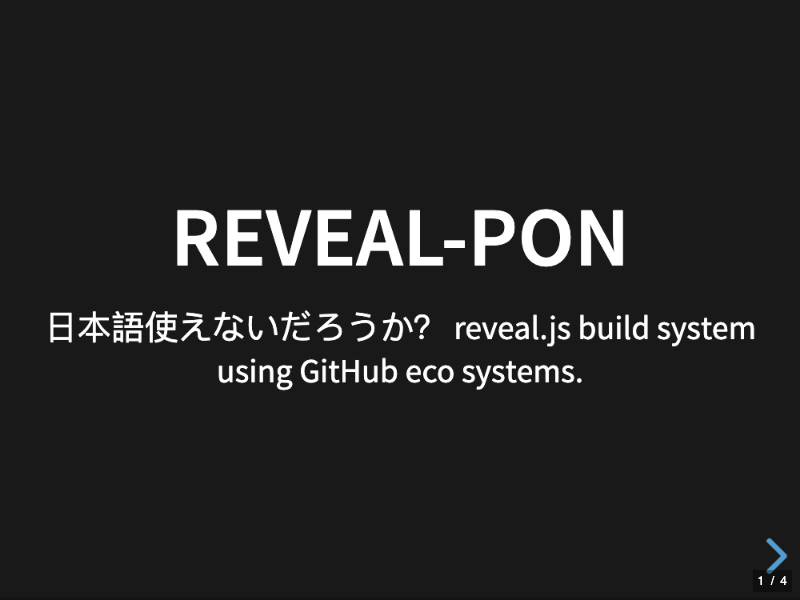 REVEAL-PON
日本語使えないだろうか? reveal.js build system
using GitHub eco systems.
1 / 4